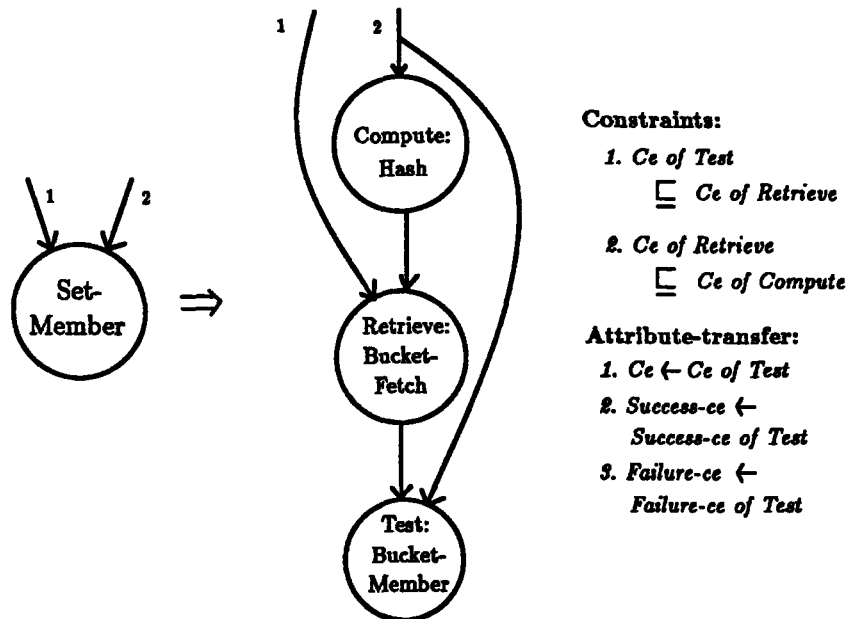 1
2
Set-
Member
⇒
1
2
Compute:
Hash
Retrieve:
Bucket-
Fetch
Test:
Bucket-
Member
Constraints:
1. Ce of Test
⊑ Ce of Retrieve
2. Ce of Retrieve
⊑ Ce of Compute
Attribute-transfer:
1. Ce ← Ce of Test
2. Success-ce ←
Success-ce of Test
3. Failure-ce ←
Failure-ce of Test